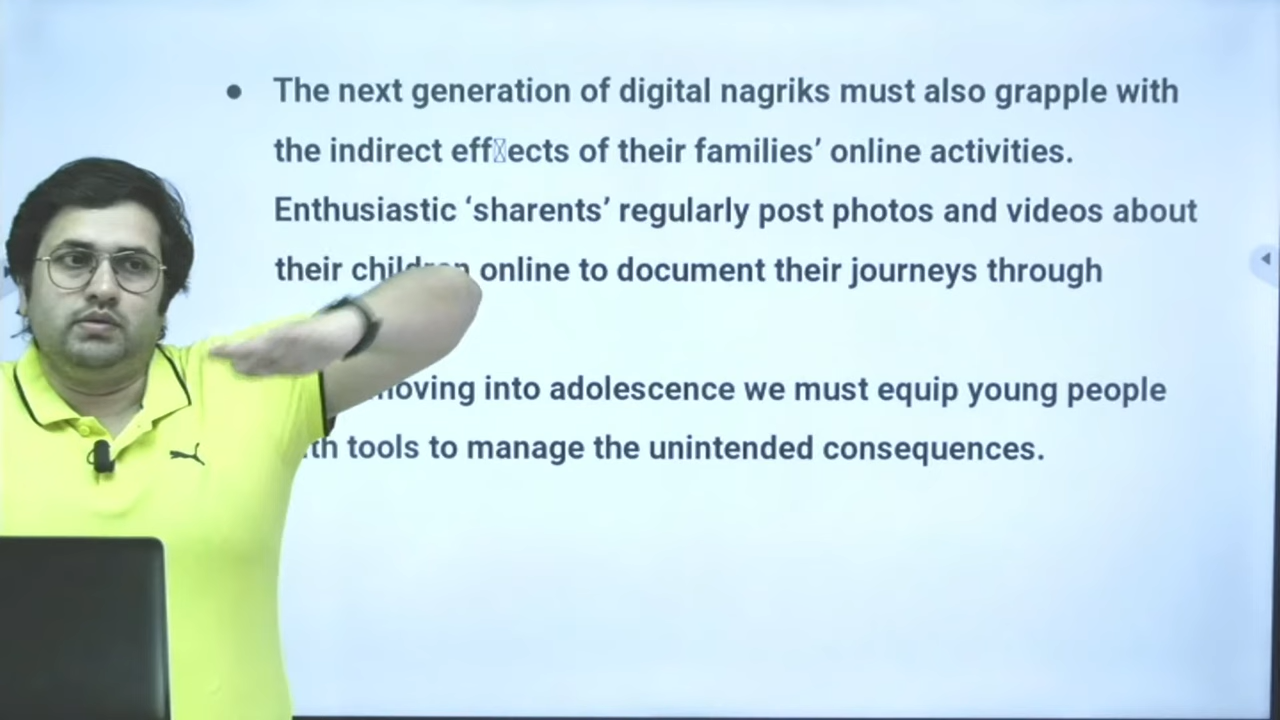 ● The next generation of digital nagriks must also grapple with
the indirect effects of their families’ online activities.
Enthusiastic ‘sharents’ regularly post photos and videos about
their children online to document their journeys through
into adolescence we must equip young people
tools to manage the unintended consequences.